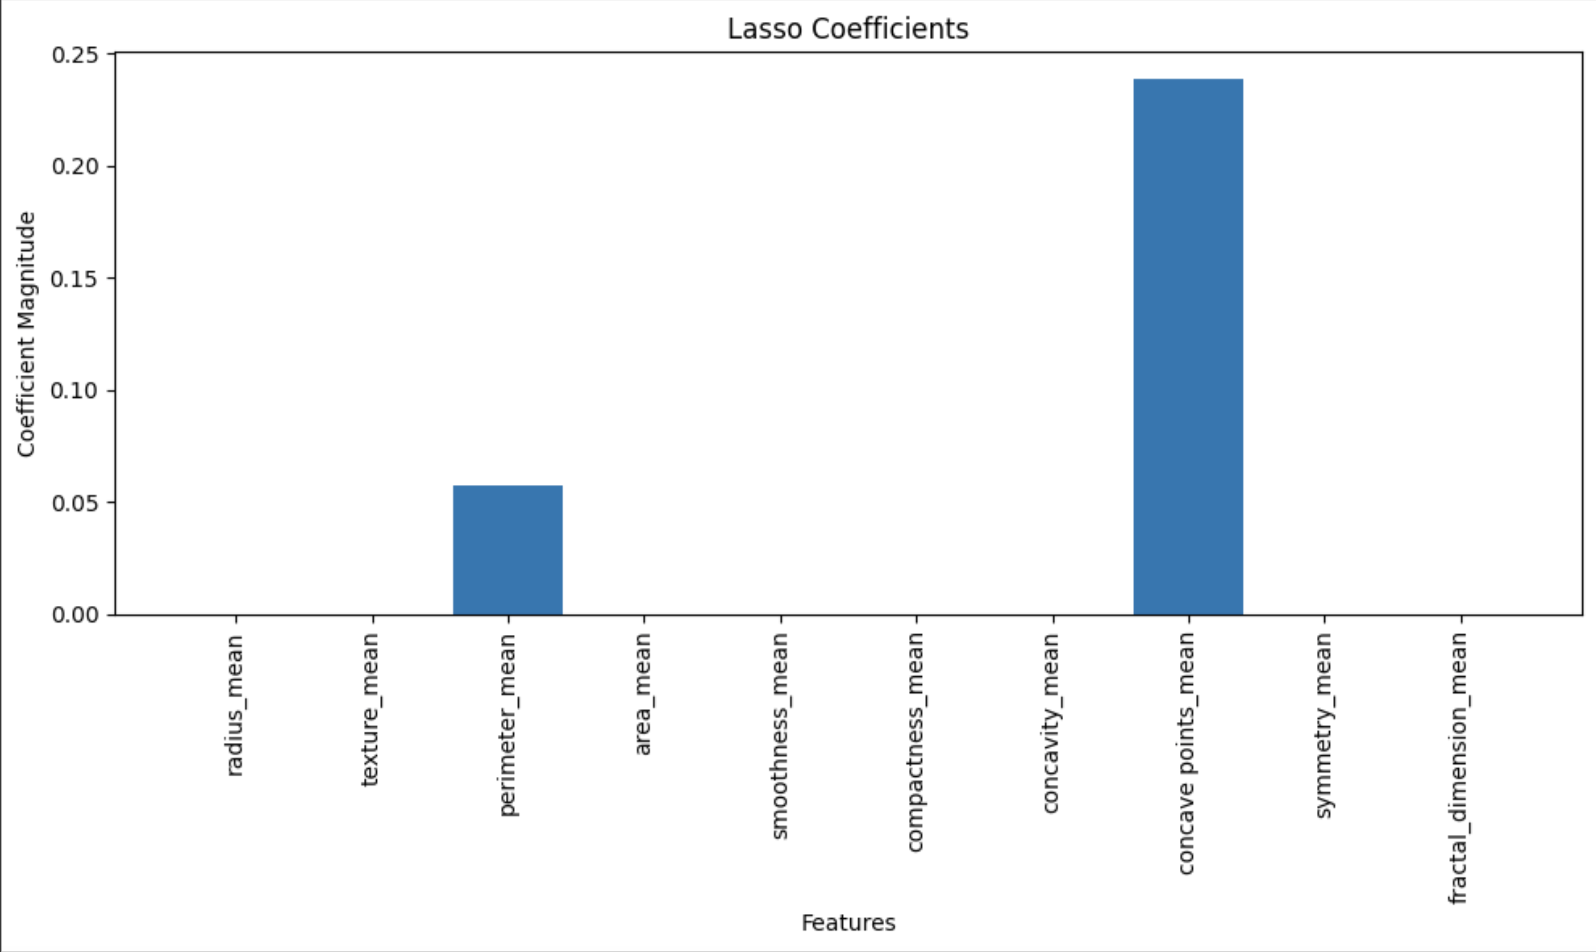 Lasso Coefficients
Coefficient Magnitude
0.25
0.20
0.15
0.10
0.05
0.00
radius_mean
texture_mean
perimeter_mean
area_mean
smoothness_mean
compactness_mean
concavity_mean
concave points_mean
symmetry_mean
fractal_dimension_mean
Features